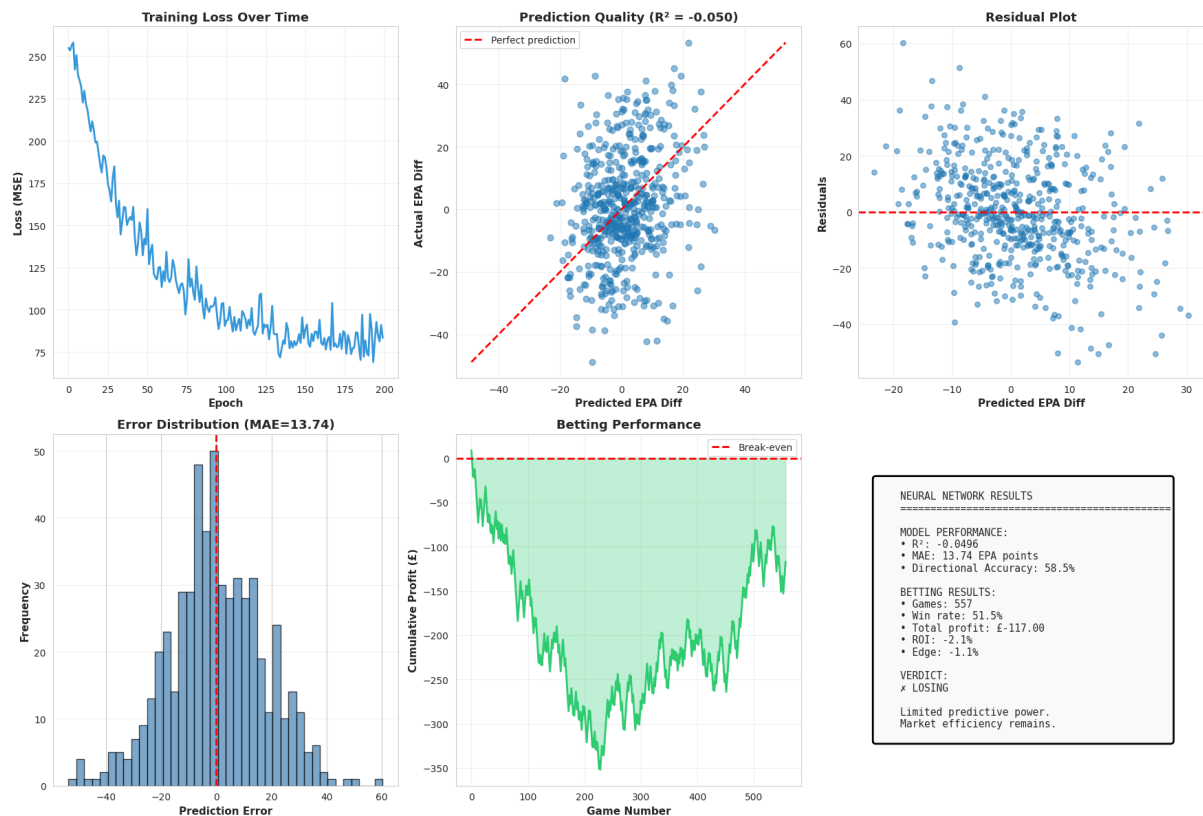 Training Loss Over Time
Loss (MSE)
250
225
200
175
150
125
100
75
0 25 50 75 100 125 150 175 200
Epoch
Prediction Quality (R² = -0.050)
Perfect prediction
Actual EPA Diff
40
20
0
−20
−40
−40 −20 0 20 40
Predicted EPA Diff
Residual Plot
Residuals
60
40
20
0
−20
−40
−20 −10 0 10 20 30
Predicted EPA Diff
Error Distribution (MAE=13.74)
Frequency
50
40
30
20
10
0
−40 −20 0 20 40 60
Prediction Error
Betting Performance
Break-even
Cumulative Profit (£)
0
−50
−100
−150
−200
−250
−300
−350
0 100 200 300 400 500
Game Number
NEURAL NETWORK RESULTS
=============================================
MODEL PERFORMANCE:
• R²: -0.0496
• MAE: 13.74 EPA points
• Directional Accuracy: 58.5%
BETTING RESULTS:
• Games: 557
• Win rate: 51.5%
• Total profit: £-117.00
• ROI: -2.1%
• Edge: -1.1%
VERDICT:
✗ LOSING
Limited predictive power.
Market efficiency remains.